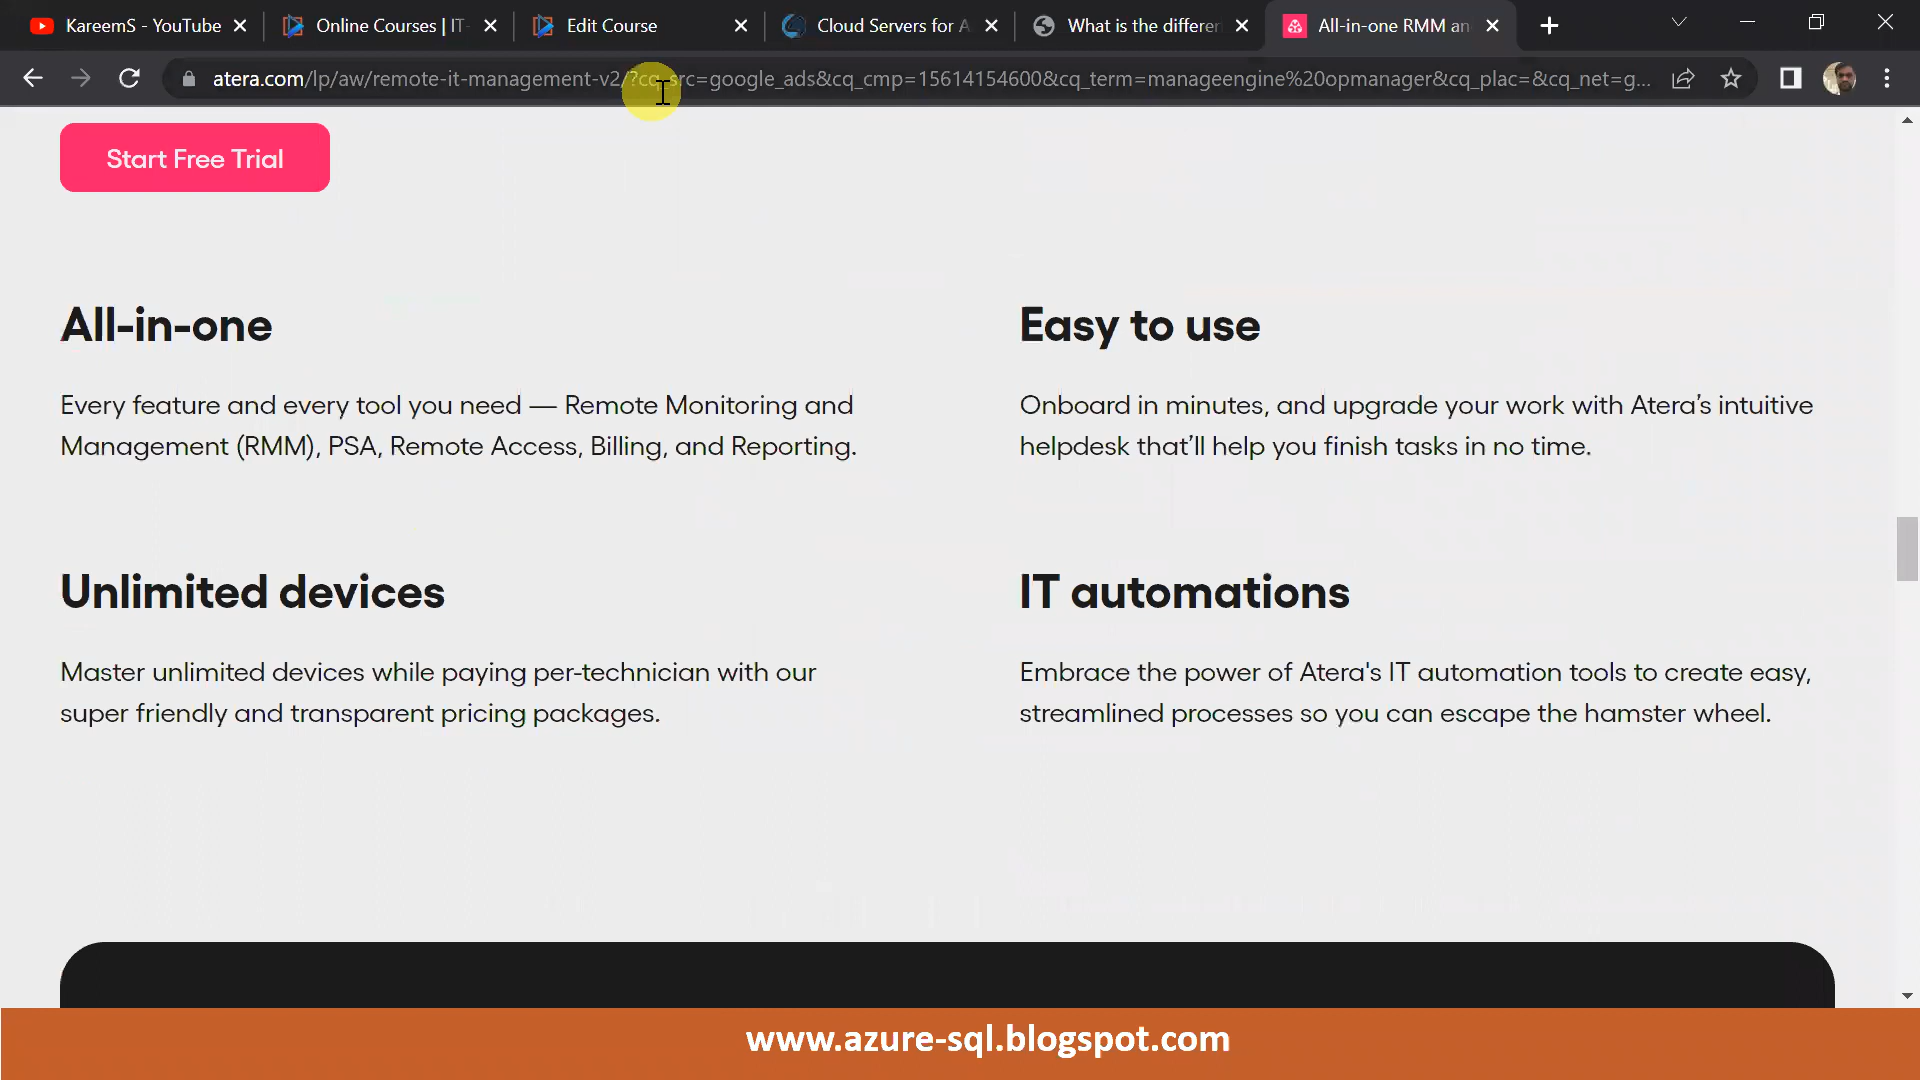 KareemS - YouTube
Online Courses | IT-
Edit Course
Cloud Servers for A
What is the differen
All-in-one RMM an
atera.com/lp/aw/remote-it-management-v2/?cq_src=google_ads&cq_cmp=15614154600&cq_term=manageengine%20opmanager&cq_plac=&cq_net=g...
Start Free Trial
All-in-one
Every feature and every tool you need — Remote Monitoring and
Management (RMM), PSA, Remote Access, Billing, and Reporting.
Easy to use
Onboard in minutes, and upgrade your work with Atera’s intuitive
helpdesk that’ll help you finish tasks in no time.
Unlimited devices
Master unlimited devices while paying per-technician with our
super friendly and transparent pricing packages.
IT automations
Embrace the power of Atera's IT automation tools to create easy,
streamlined processes so you can escape the hamster wheel.
www.azure-sql.blogspot.com